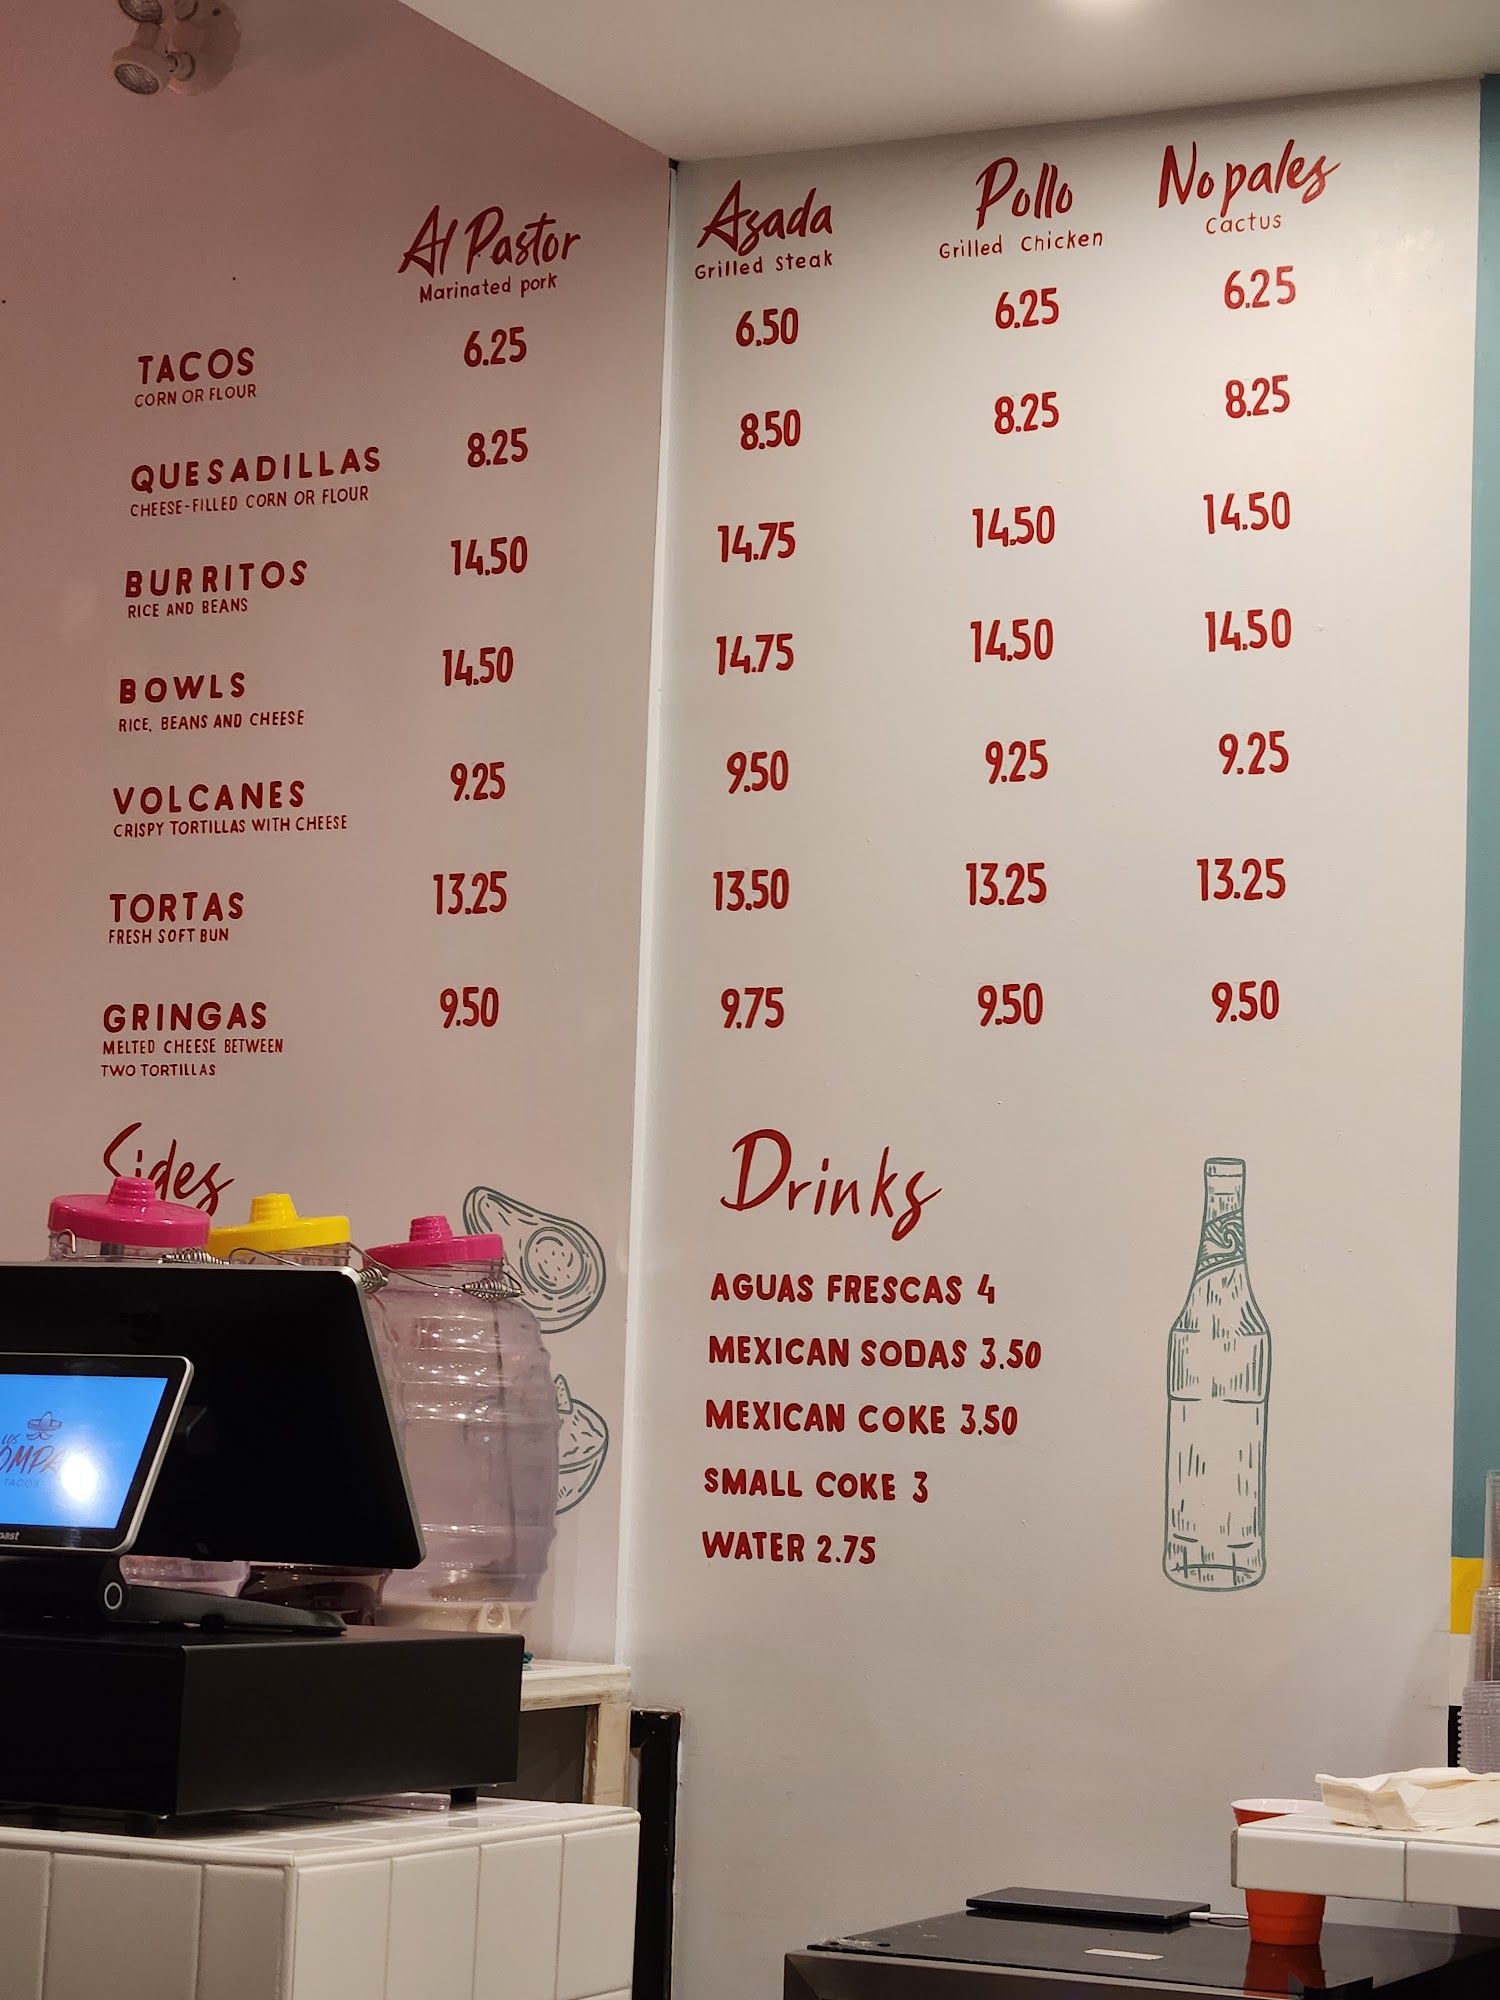 Al Pastor
Marinated pork
Asada
Grilled Steak
Pollo
Grilled Chicken
Nopales
Cactus
TACOS 6.25 6.50 6.25 6.25
CORN OR FLOUR
QUESADILLAS 8.25 8.50 8.25 8.25
CHEESE-FILLED CORN OR FLOUR
BURRITOS 14.50 14.75 14.50 14.50
RICE AND BEANS
BOWLS 14.50 14.75 14.50 14.50
RICE, BEANS AND CHEESE
VOLCANES 9.25 9.50 9.25 9.25
CRISPY TORTILLAS WITH CHEESE
TORTAS 13.25 13.50 13.25 13.25
FRESH SOFT BUN
GRINGAS 9.50 9.75 9.50 9.50
MELTED CHEESE BETWEEN
TWO TORTILLAS
Sides
Drinks
AGUAS FRESCAS 4
MEXICAN SODAS 3.50
MEXICAN COKE 3.50
SMALL COKE 3
WATER 2.75
LOS
TACOS